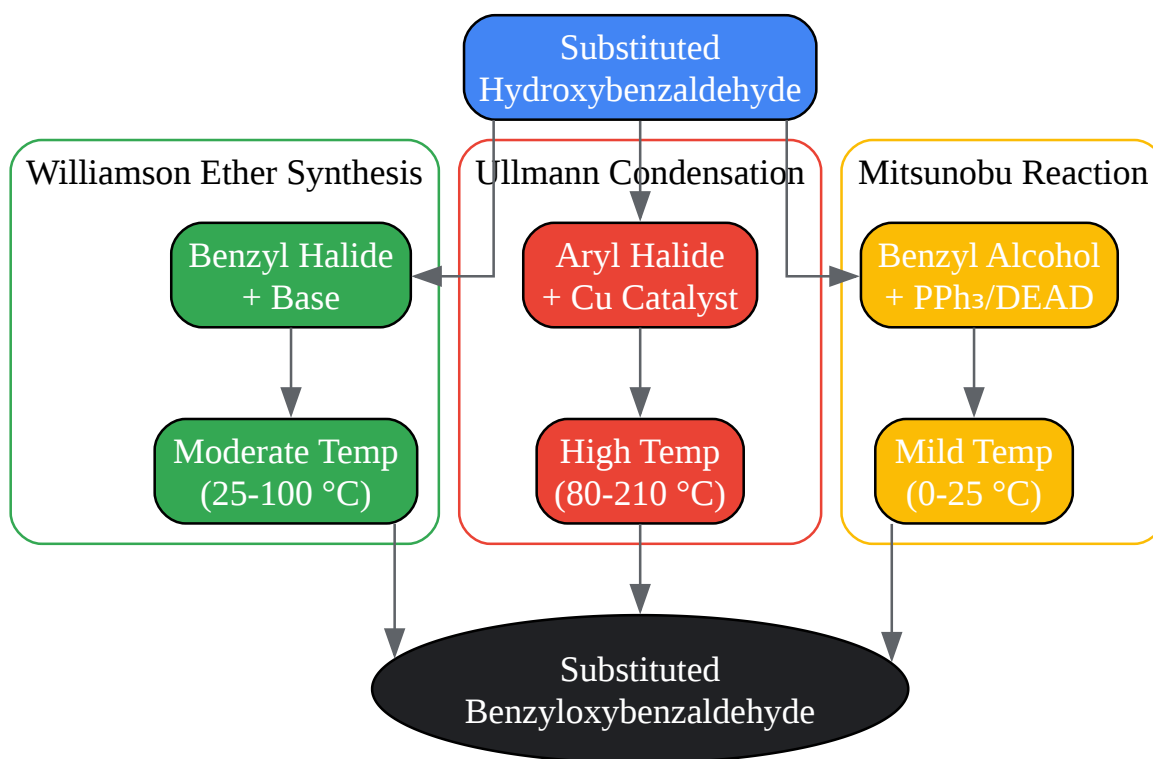 Substituted
Hydroxybenzaldehyde
Williamson Ether Synthesis
Ullmann Condensation
Mitsunobu Reaction
Benzyl Halide
+ Base
Aryl Halide
+ Cu Catalyst
Benzyl Alcohol
+ PPh₃/DEAD
Moderate Temp
(25-100 °C)
High Temp
(80-210 °C)
Mild Temp
(0-25 °C)
Substituted
Benzyloxybenzaldehyde